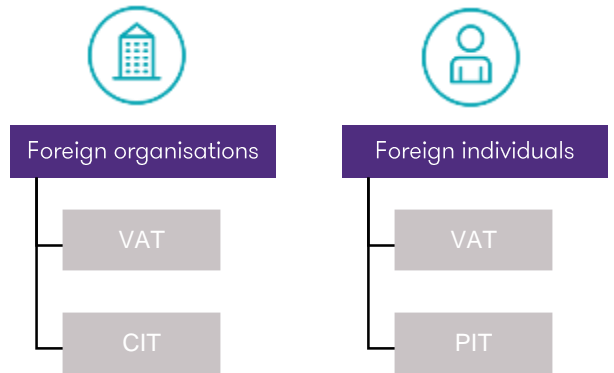 Foreign organisations
VAT
CIT
Foreign individuals
VAT
PIT